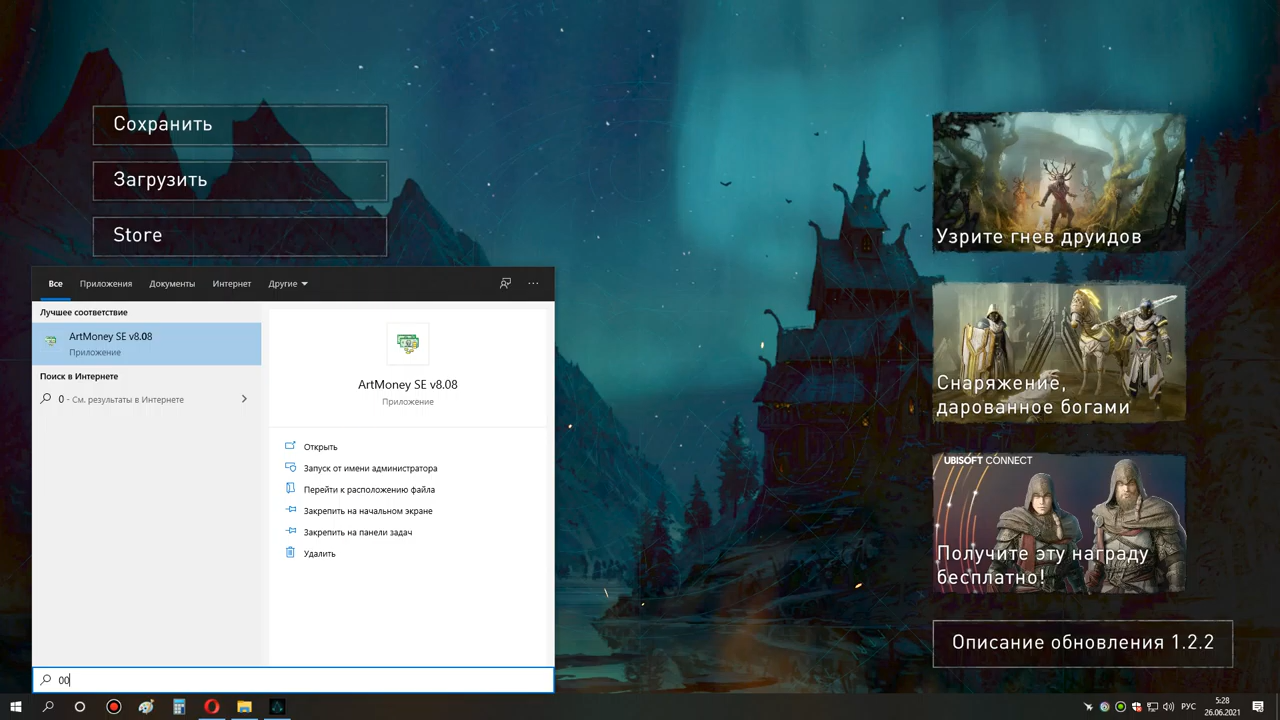 Сохранить
Загрузить
Store
Все
Приложения
Документы
Интернет
Другие
Лучшее соответствие
ArtMoney SE v8.08
Приложение
Поиск в Интернете
0 - См. результаты в Интернете
ArtMoney SE v8.08
Приложение
Открыть
Запуск от имени администратора
Перейти к расположению файла
Закрепить на начальном экране
Закрепить на панели задач
Удалить
00
Узрите гнев друидов
Снаряжение,
дарованное богами
UBISOFT CONNECT
Получите эту награду
бесплатно!
Описание обновления 1.2.2
РУС
5:28
26.06.2021